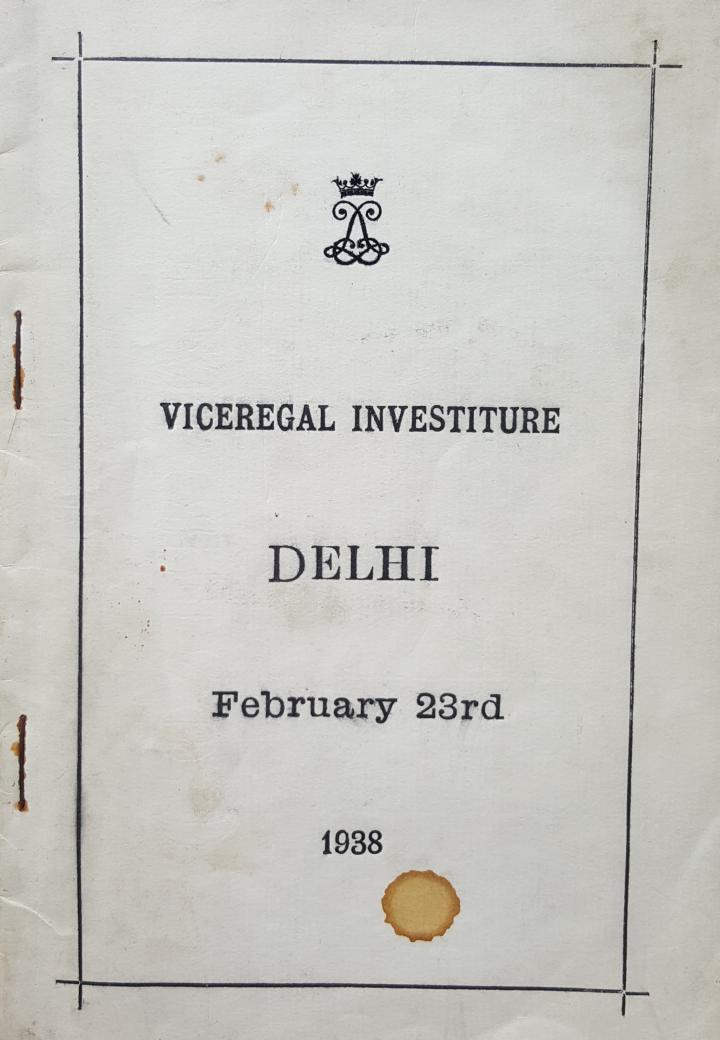 VICEREGAL INVESTITURE
DELHI
February 23rd
1938